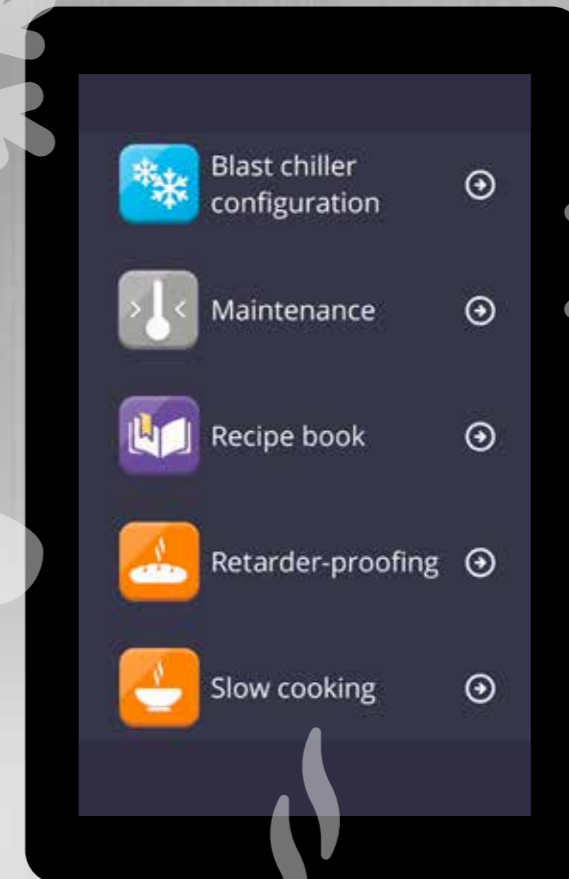 Blast chiller
configuration
Maintenance
Recipe book
Retarder-proofing
Slow cooking